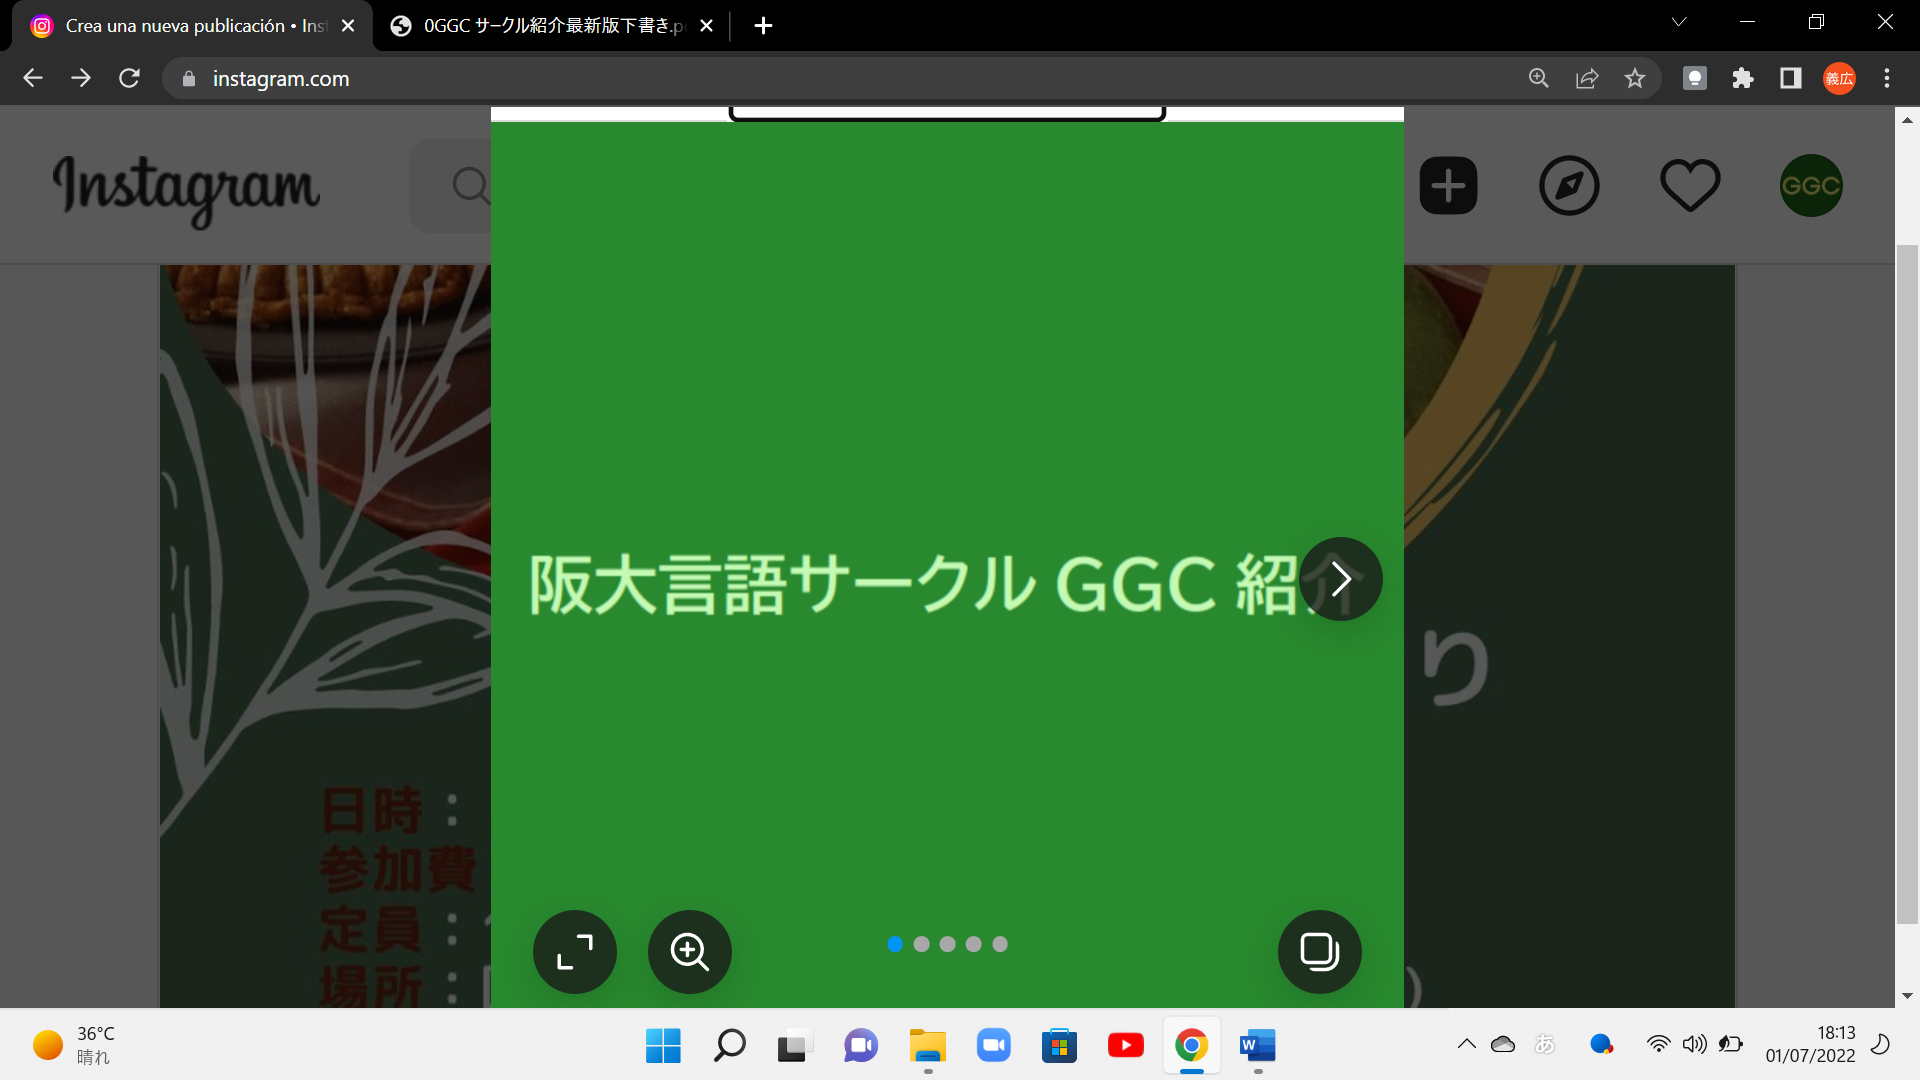 Crea una nueva publicación • Inst
0GGC サークル紹介最新版下書き.p
instagram.com
義広
Instagram
GGC
阪大言語サークル GGC 紹介
り
日時：
参加費
定員：
場所：
36°C
晴れ
あ
18:13
01/07/2022